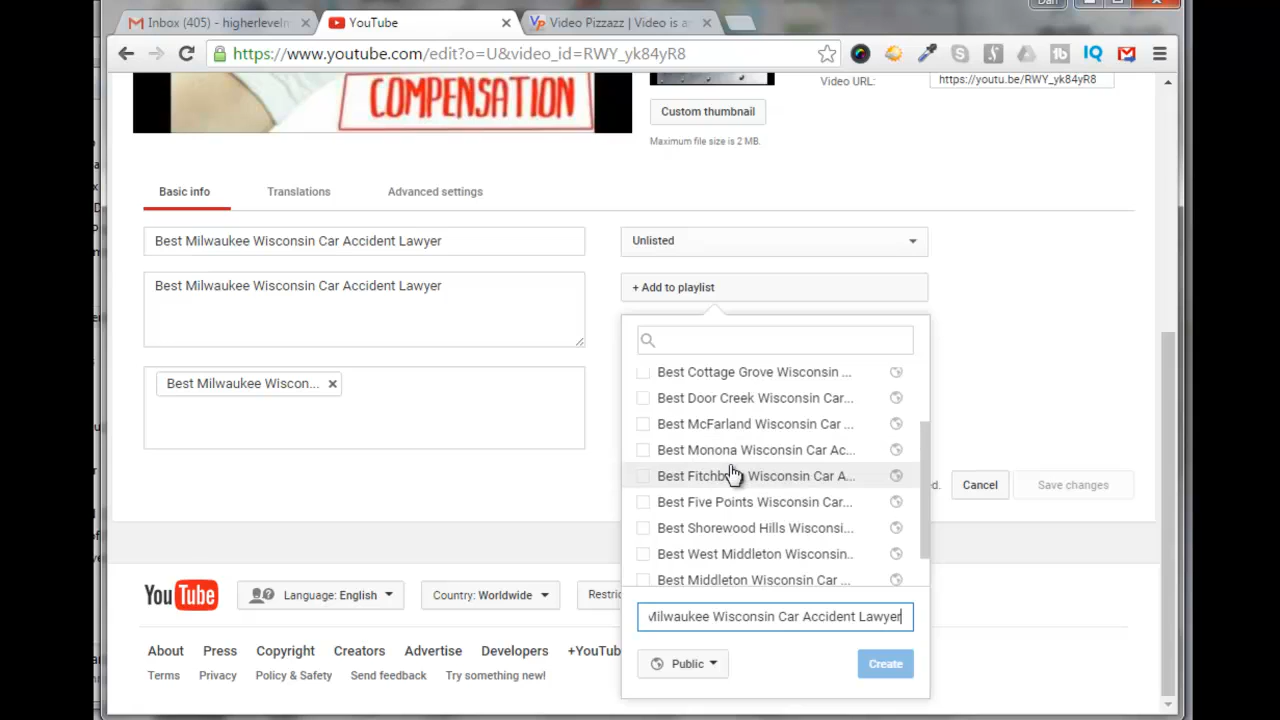 Dan
Inbox (405) - higherleveln
YouTube
Video Pizzazz | Video is a
https://www.youtube.com/edit?o=U&video_id=RWY_yk84yR8
COMPENSATION
Custom thumbnail
Maximum file size is 2 MB.
Video URL:
https://youtu.be/RWY_yk84yR8
Basic info
Translations
Advanced settings
Best Milwaukee Wisconsin Car Accident Lawyer
Unlisted
Best Milwaukee Wisconsin Car Accident Lawyer
+ Add to playlist
Best Milwaukee Wiscon...
Best Cottage Grove Wisconsin ...
Best Door Creek Wisconsin Car...
Best McFarland Wisconsin Car ...
Best Monona Wisconsin Car Ac...
Best Fitchb Wisconsin Car A...
Best Five Points Wisconsin Car...
Best Shorewood Hills Wisconsi...
Best West Middleton Wisconsin..
Best Middleton Wisconsin Car ...
d.
Cancel
Save changes
Milwaukee Wisconsin Car Accident Lawyer
Public
Create
YouTube
Language: English
Country: Worldwide
Restric
About
Press
Copyright
Creators
Advertise
Developers
+YouTub
Terms
Privacy
Policy & Safety
Send feedback
Try something new!